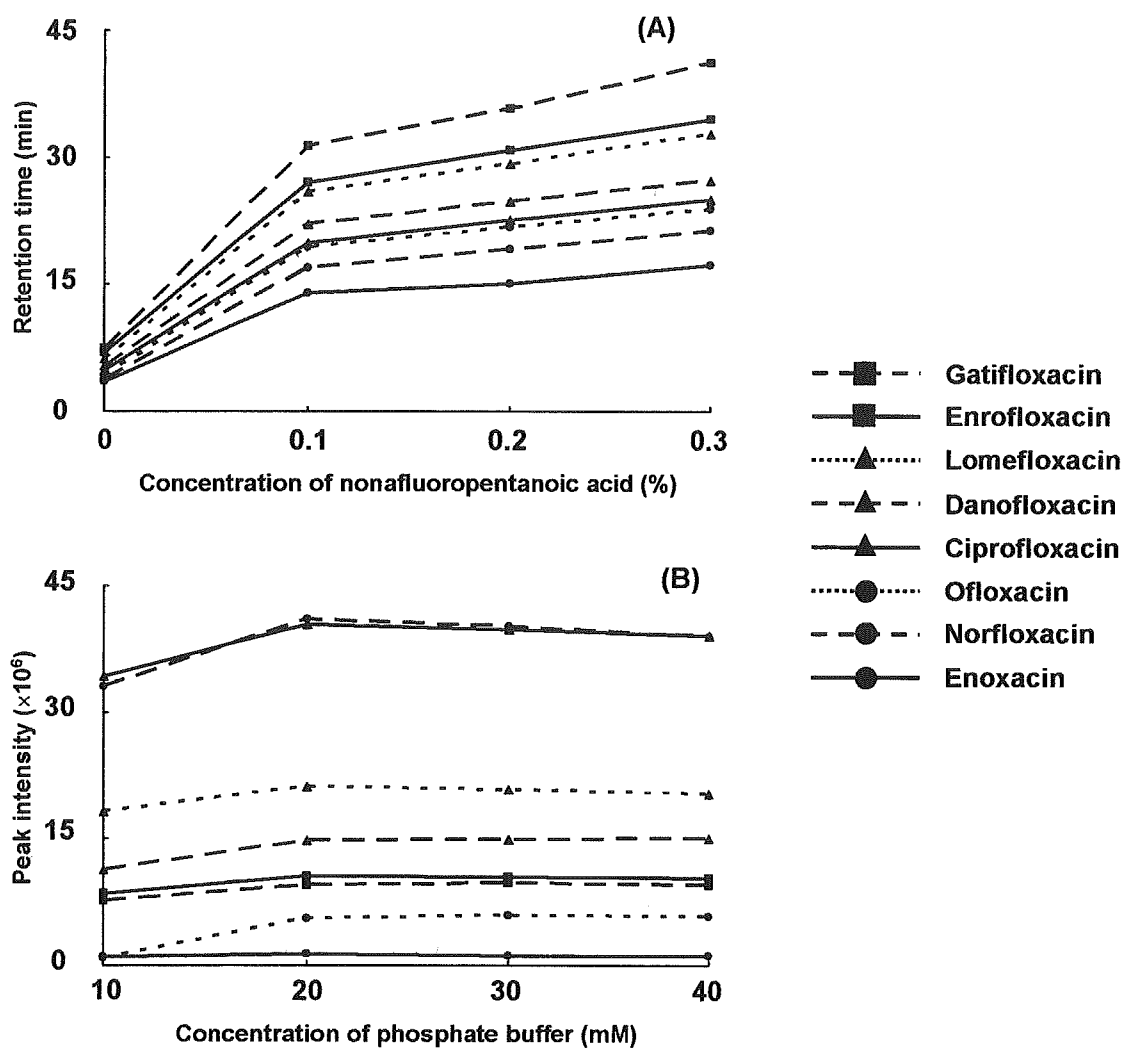 (A)
45
30
15
0
Retention time (min)
0 0.1 0.2 0.3
Concentration of nonafluoropentanoic acid (%)
(B)
45
30
15
0
Peak intensity (×10⁶)
10 20 30 40
Concentration of phosphate buffer (mM)
Gatifloxacin
Enrofloxacin
Lomefloxacin
Danofloxacin
Ciprofloxacin
Ofloxacin
Norfloxacin
Enoxacin